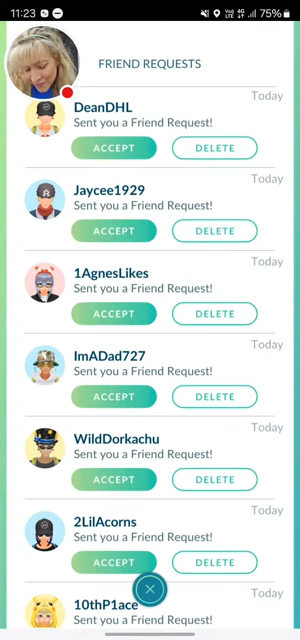 11:23
VoD LTE 4G 75%
FRIEND REQUESTS
Today
DeanDHL
Sent you a Friend Request!
ACCEPT DELETE
Today
Jaycee1929
Sent you a Friend Request!
ACCEPT DELETE
Today
1AgnesLikes
Sent you a Friend Request!
ACCEPT DELETE
Today
ImADad727
Sent you a Friend Request!
ACCEPT DELETE
Today
WildDorkachu
Sent you a Friend Request!
ACCEPT DELETE
Today
2LilAcorns
Sent you a Friend Request!
ACCEPT DELETE
Today
10thP1ace
Sent you a Friend Request!